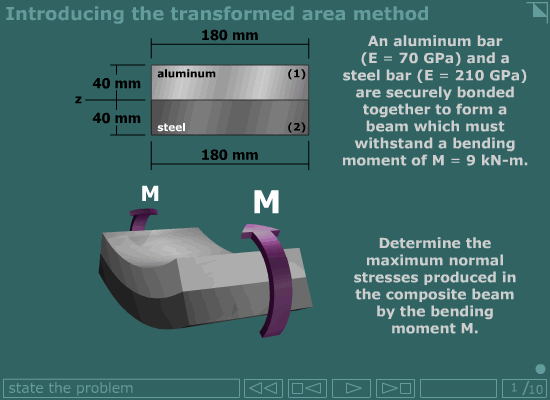 Introducing the transformed area method
180 mm
An aluminum bar
(E = 70 GPa) and a
steel bar (E = 210 GPa)
are securely bonded
together to form a
beam which must
withstand a bending
moment of M = 9 kN-m.
aluminum (1)
40 mm
z
40 mm
steel (2)
180 mm
M
M
Determine the
maximum normal
stresses produced in
the composite beam
by the bending
moment M.
state the problem
1 / 10